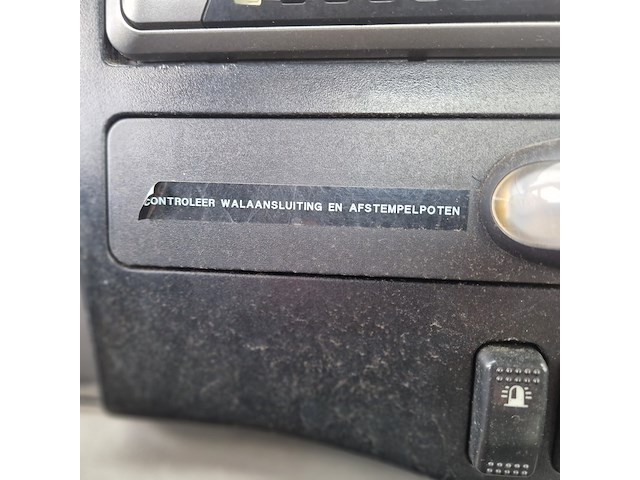 CONTROLEER WALAANSLUITING EN AFSTEMPELPOTEN